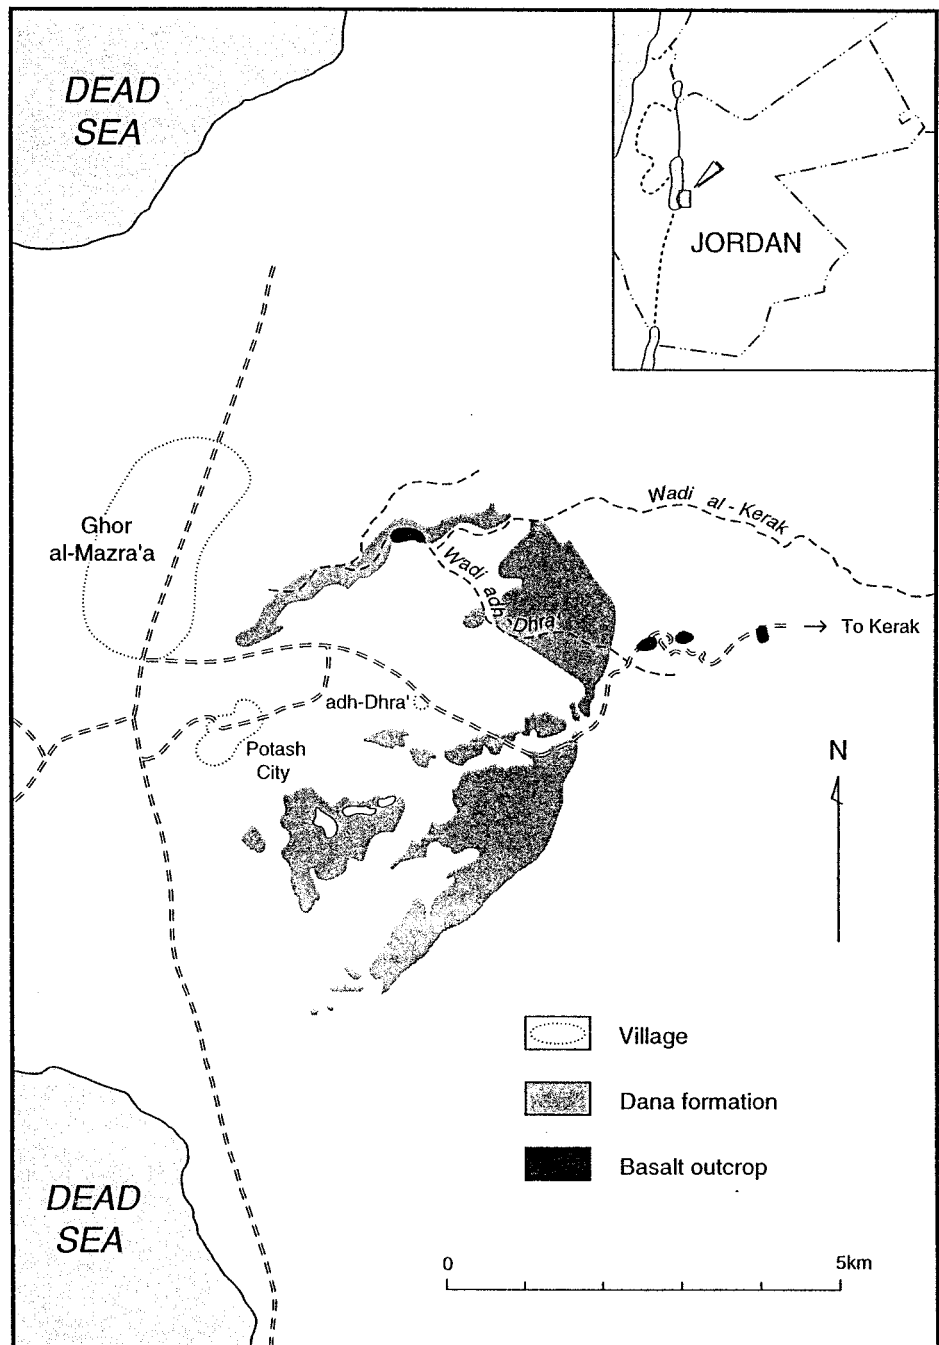 DEAD
SEA
JORDAN
Wadi al-Kerak
Ghor
al-Mazra'a
Wadi adh Dhra'
To Kerak
adh-Dhra'
Potash
City
N
Village
Dana formation
Basalt outcrop
DEAD
SEA
0
5km